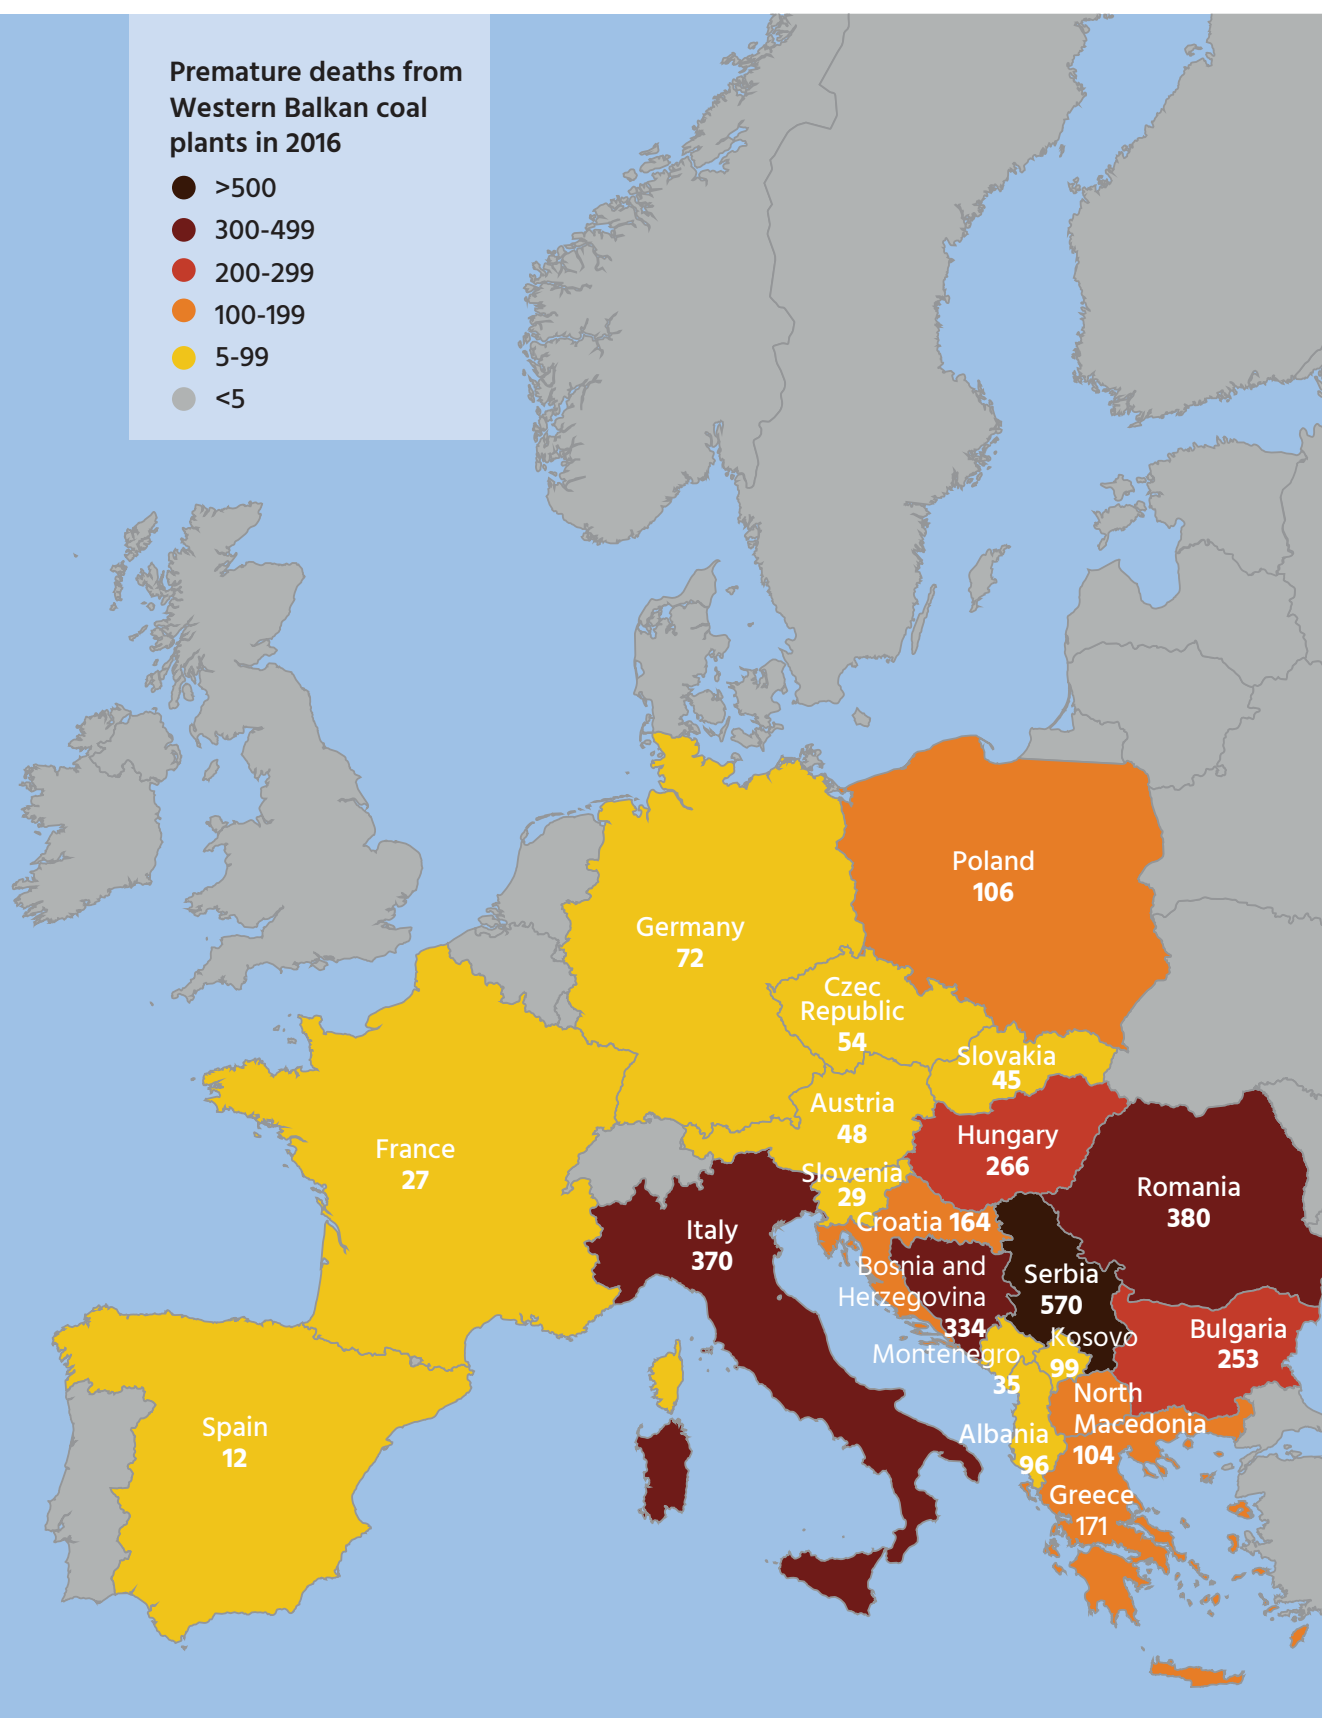 Premature deaths from
Western Balkan coal
plants in 2016
>500
300-499
200-299
100-199
5-99
<5
Poland
106
Germany
72
Czec
Republic
54
Slovakia
45
Austria
48
Hungary
266
France
27
Slovenia
29
Romania
380
Croatia 164
Italy
370
Bosnia and
Herzegovina
334
Serbia
570
Bulgaria
253
Kosovo
99
Montenegro
35
North
Macedonia
104
Spain
12
Albania
96
Greece
171